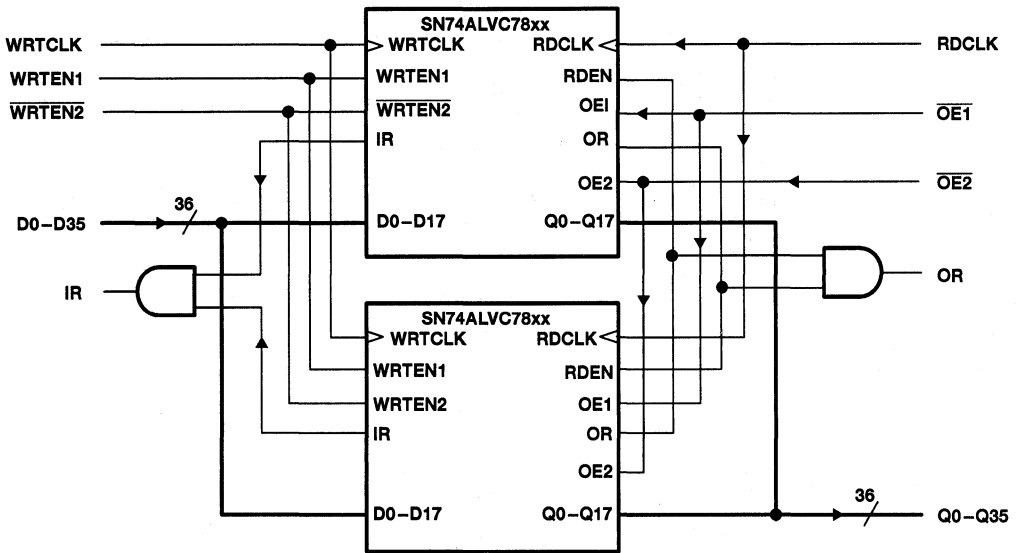 SN74ALVC78xx
WRTCLK
WRTCLK
RDCLK
RDCLK
WRTEN1
WRTEN1
RDEN
WRTEN2
WRTEN2
OEI
OE1
IR
OR
OE2
OE2
36
D0–D35
D0–D17
Q0–Q17
IR
OR
SN74ALVC78xx
WRTCLK
RDCLK
WRTEN1
RDEN
WRTEN2
OE1
IR
OR
OE2
36
D0–D17
Q0–Q17
Q0–Q35